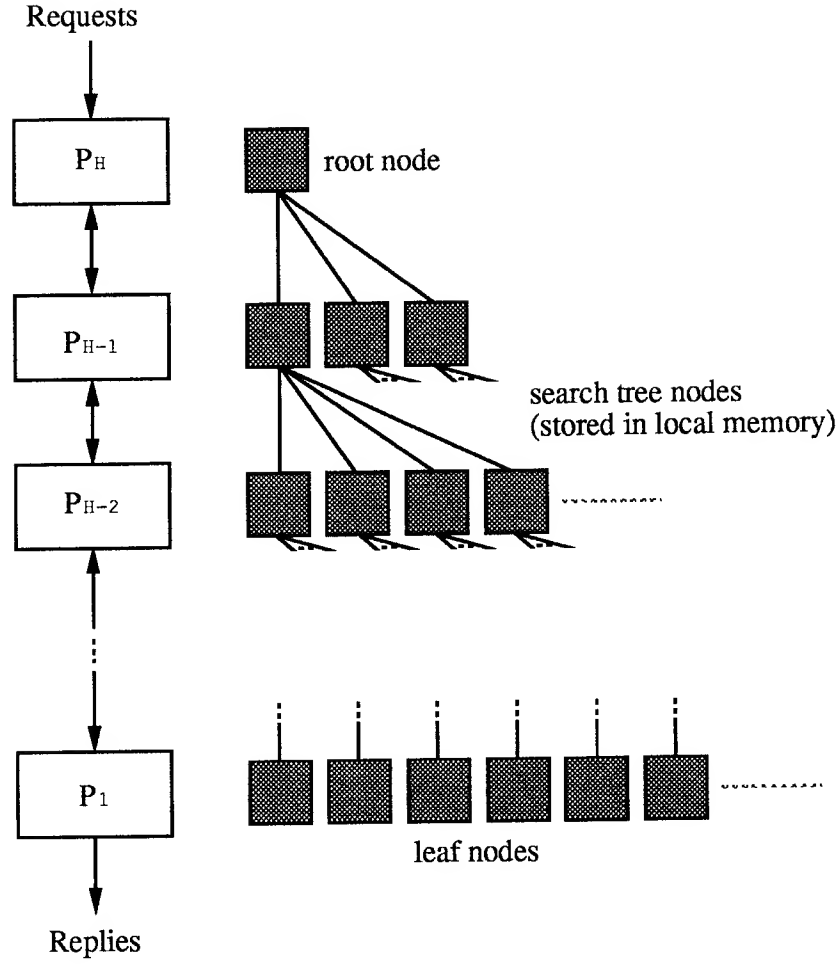 Requests
PH
root node
PH-1
search tree nodes
(stored in local memory)
PH-2
P1
leaf nodes
Replies